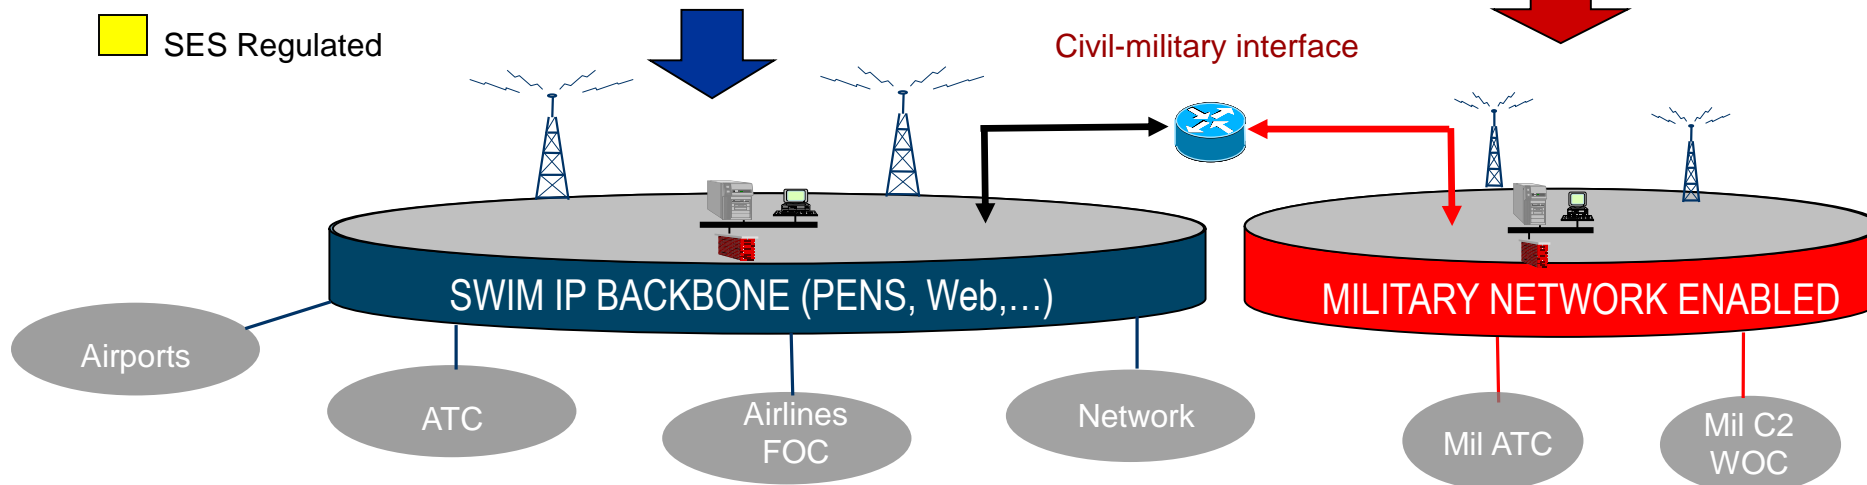 SES Regulated
Civil-military interface
SWIM IP BACKBONE (PENS, Web,...)
MILITARY NETWORK ENABLED
Airports
ATC
Airlines
FOC
Network
Mil ATC
Mil C2
WOC